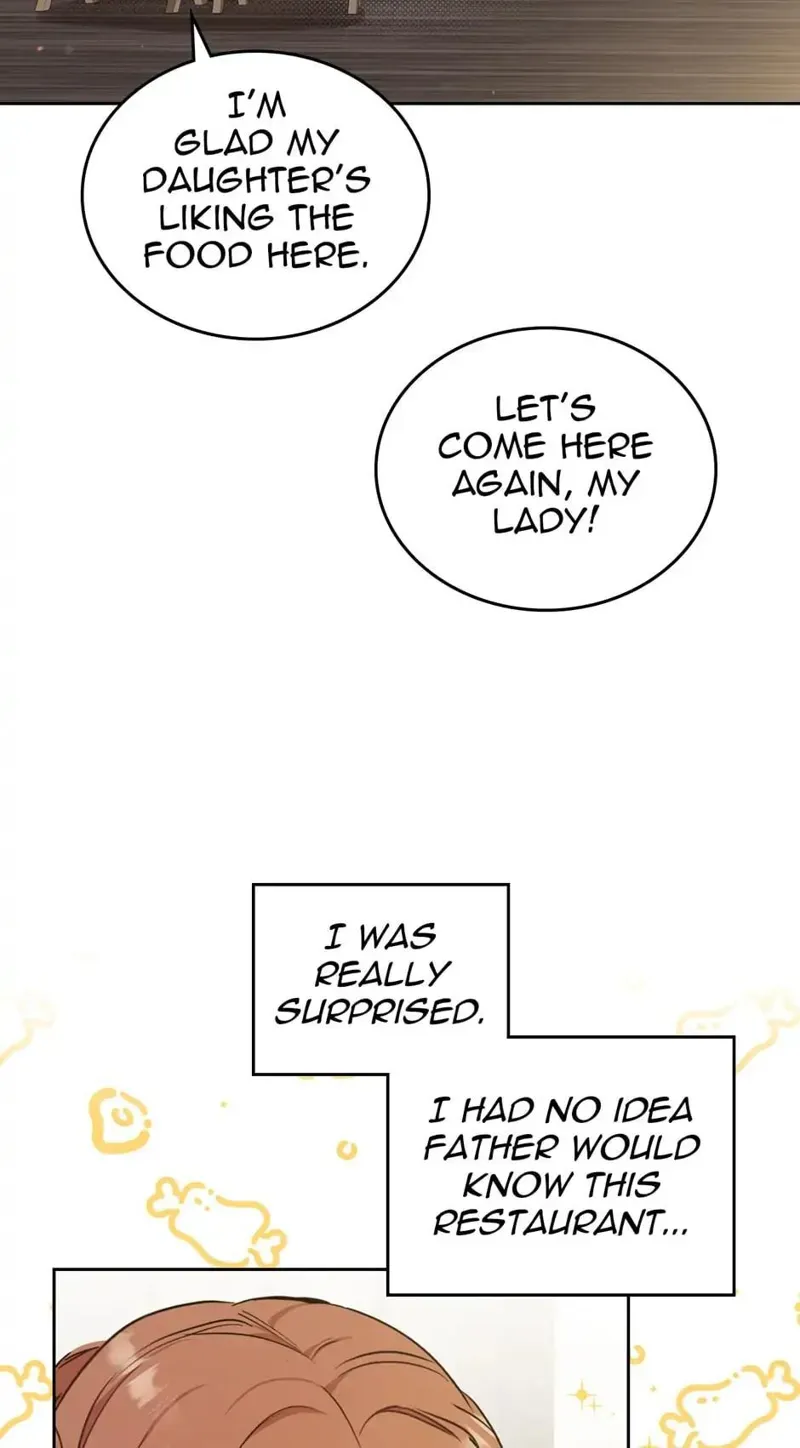 I'M
GLAD MY
DAUGHTER'S
LIKING THE
FOOD HERE.
LET'S
COME HERE
AGAIN, MY
LADY!
I WAS
REALLY
SURPRISED.
I HAD NO IDEA
FATHER WOULD
KNOW THIS
RESTAURANT...